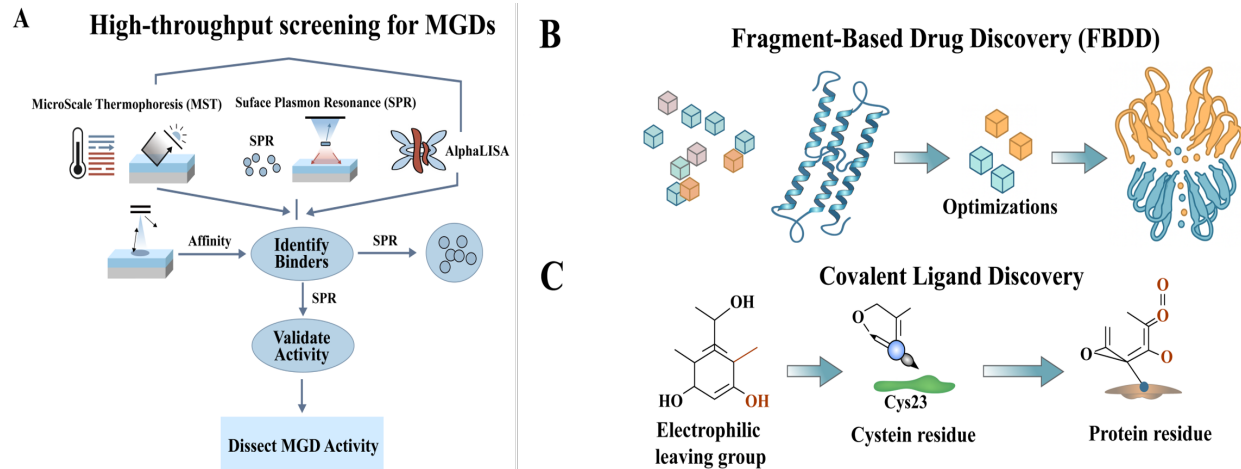 A
High-throughput screening for MGDs
MicroScale Thermophoresis (MST)
Suface Plasmon Resonance (SPR)
SPR
AlphaLISA
Affinity
Identify
Binders
SPR
SPR
Validate
Activity
Dissect MGD Activity
B
Fragment-Based Drug Discovery (FBDD)
Optimizations
C
Covalent Ligand Discovery
OH
HO
OH
Electrophilic
leaving group
O
Cys23
Cystein residue
O
O
O
O
Protein residue